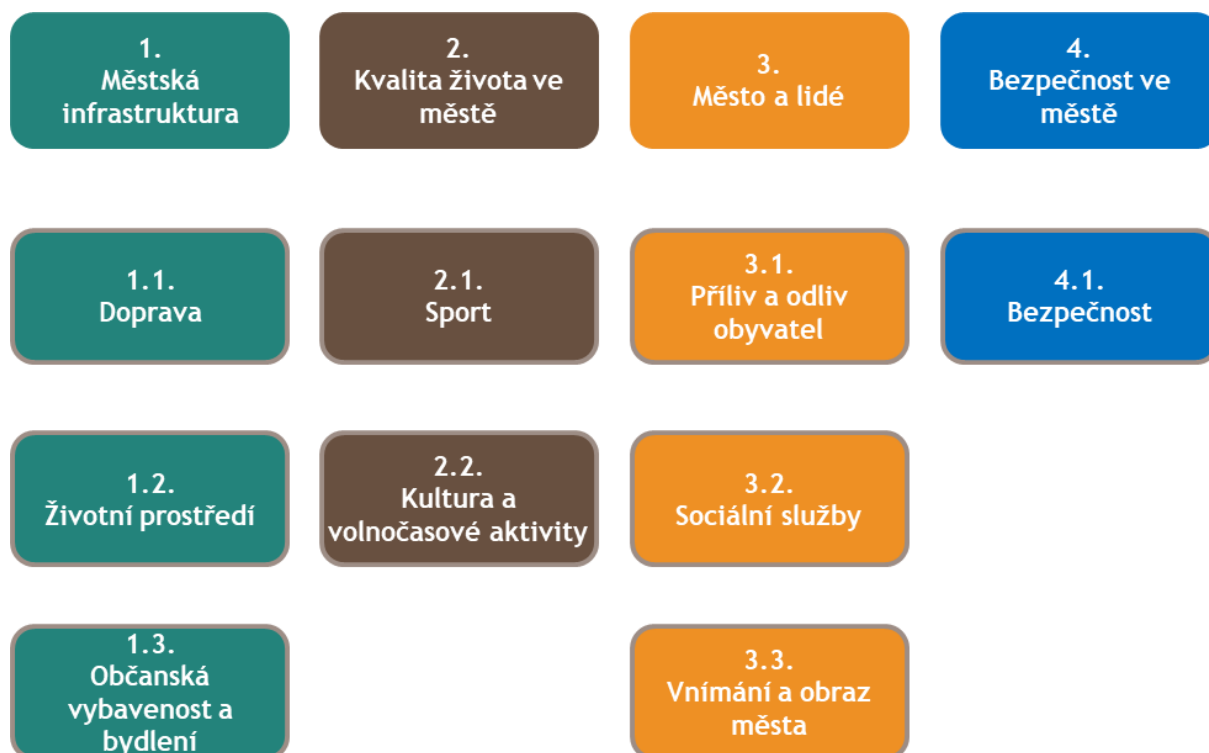 1.
Městská
infrastruktura
2.
Kvalita života ve
městě
3.
Město a lidé
4.
Bezpečnost ve
městě
1.1.
Doprava
2.1.
Sport
3.1.
Příliv a odliv
obyvatel
4.1.
Bezpečnost
1.2.
Životní prostředí
2.2.
Kultura a
volnočasové aktivity
3.2.
Sociální služby
1.3.
Občanská
vybavenost a
bydlení
3.3.
Vnímání a obraz
města